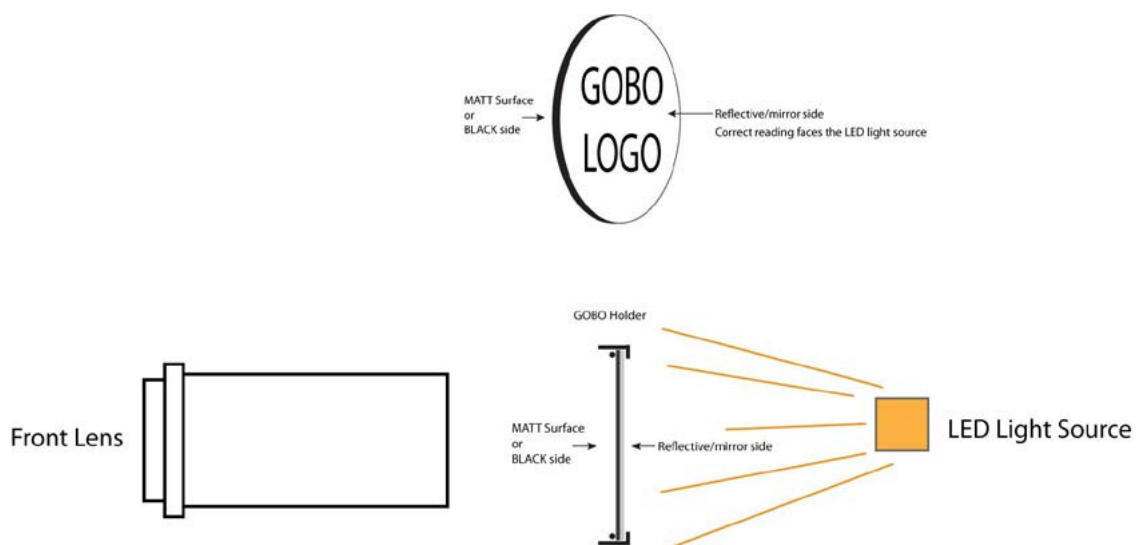 GOBO
LOGO
MATT Surface
or
BLACK side
Reflective/mirror side
Correct reading faces the LED light source
GOBO Holder
Front Lens
MATT Surface
or
BLACK side
Reflective/mirror side
LED Light Source